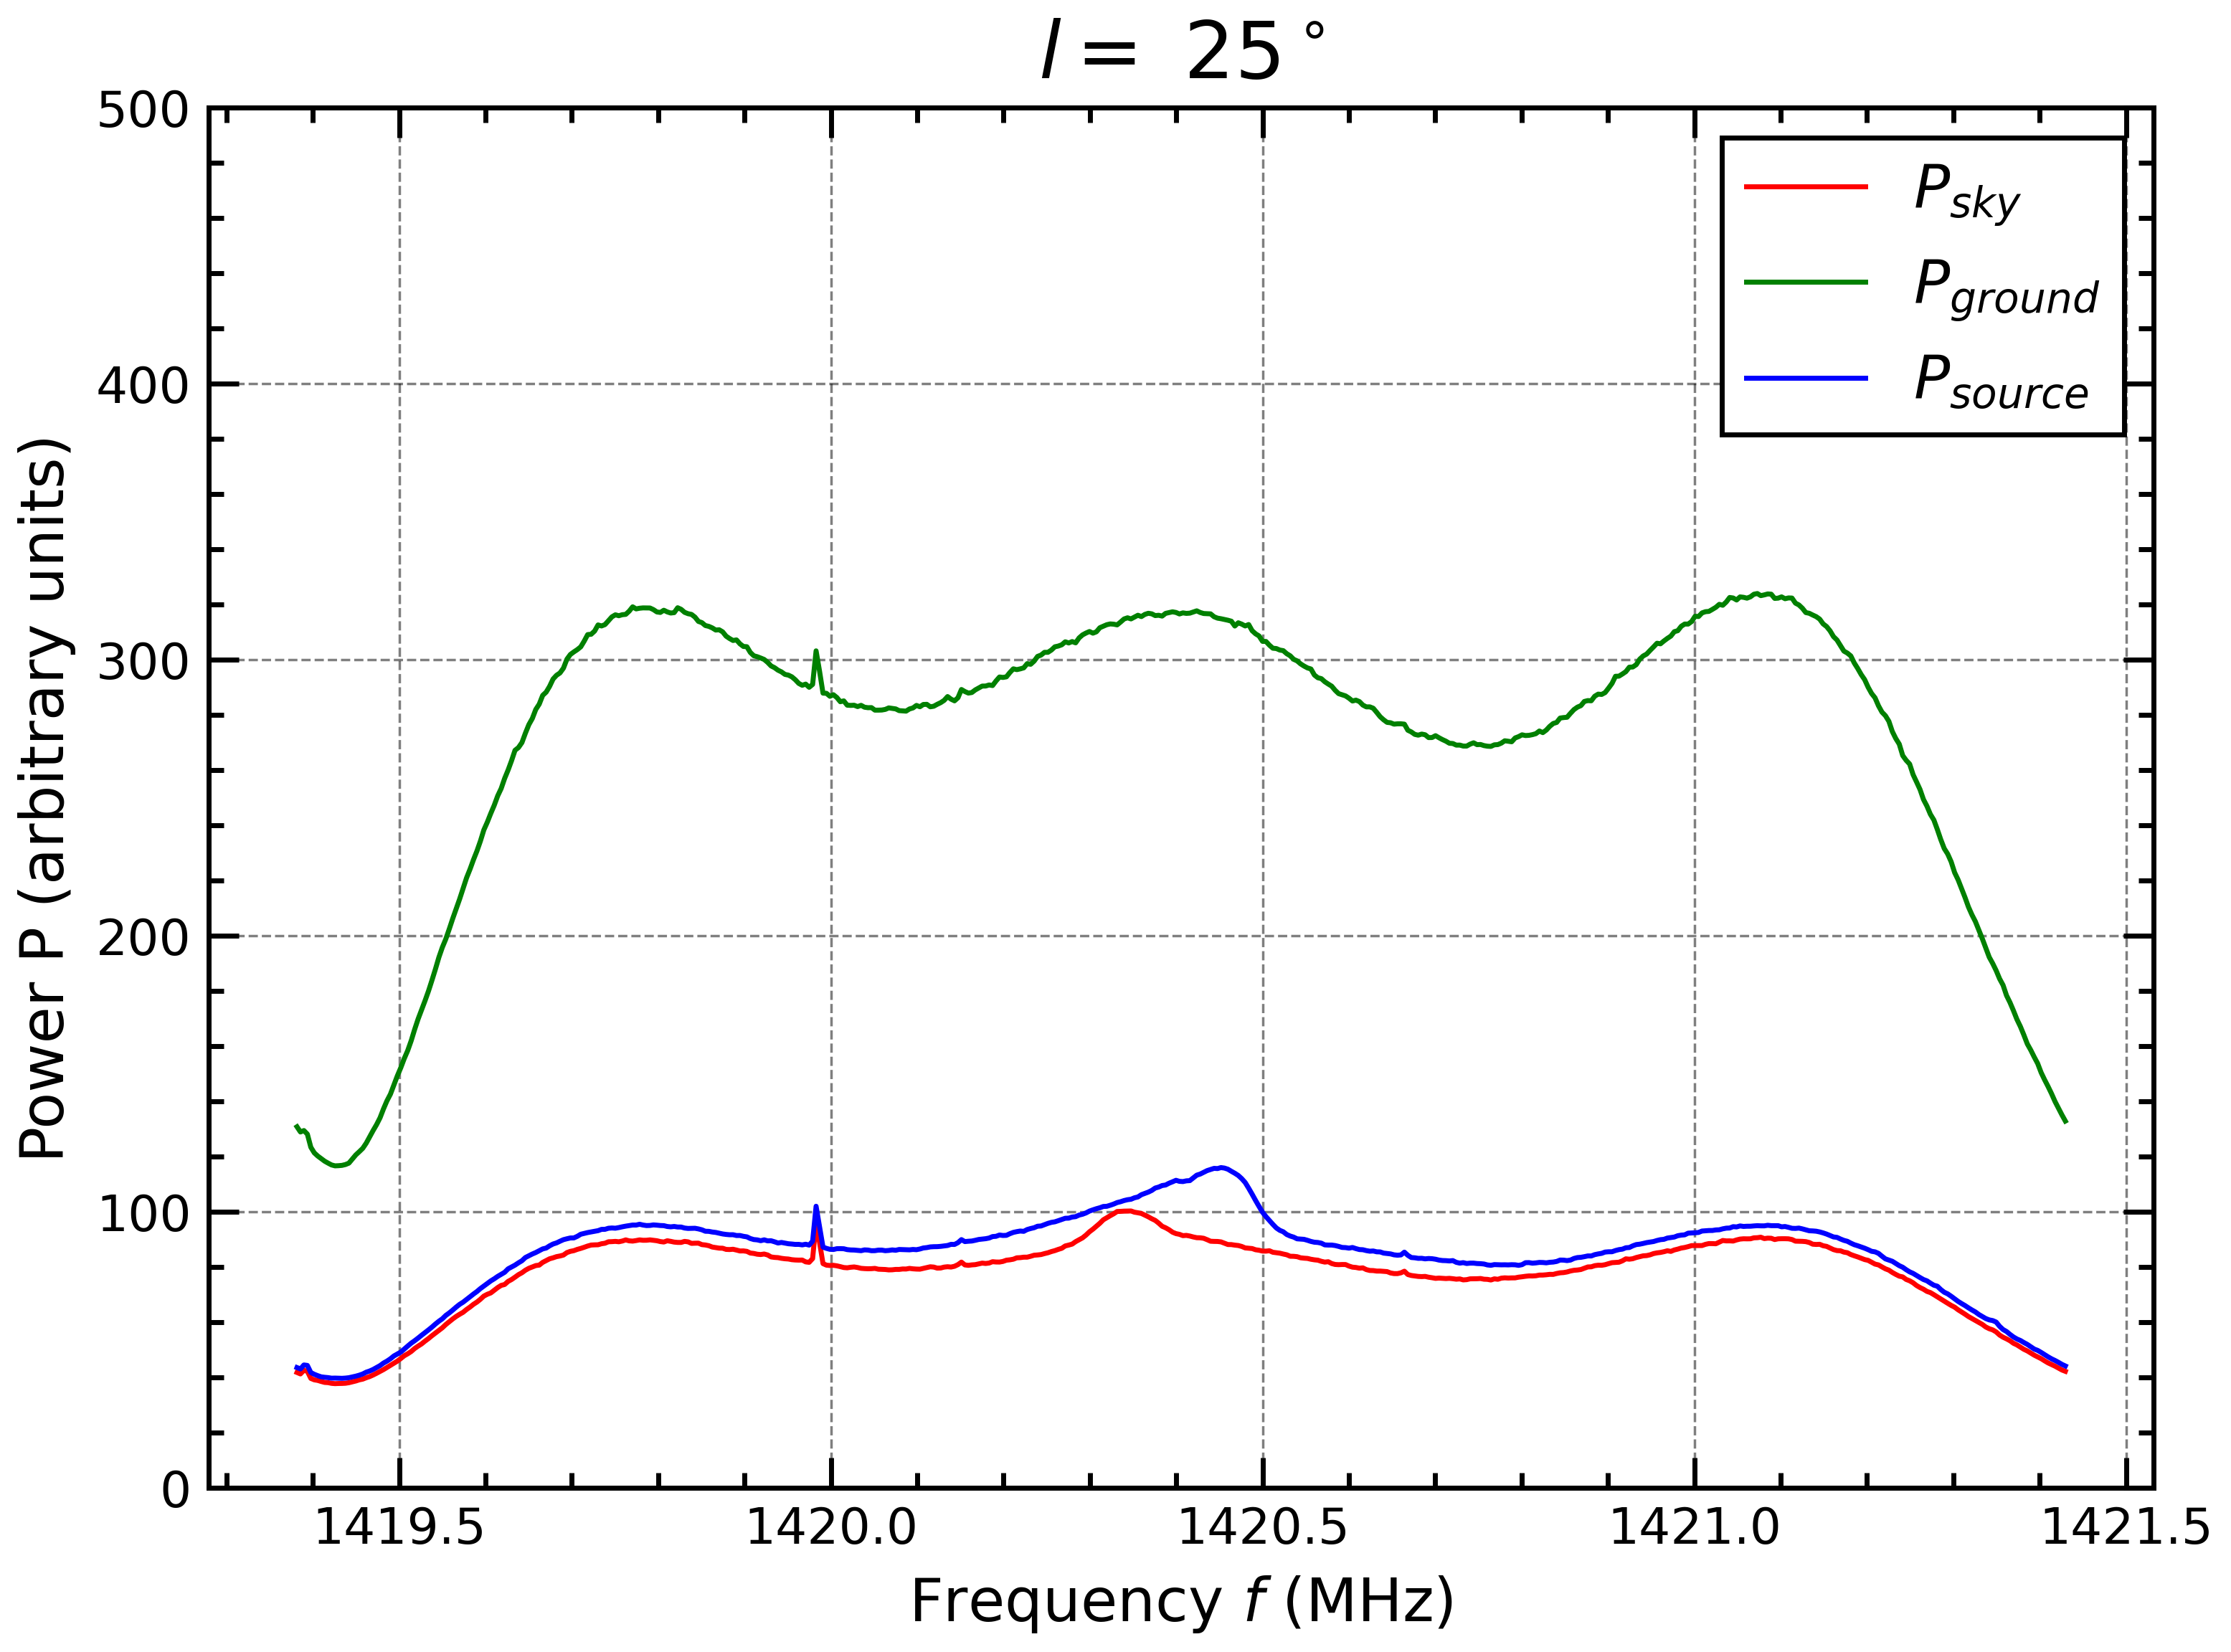 l = 25°
500
400
300
200
100
0
Power P (arbitrary units)
P_sky
P_ground
P_source
1419.5 1420.0 1420.5 1421.0 1421.5
Frequency f (MHz)